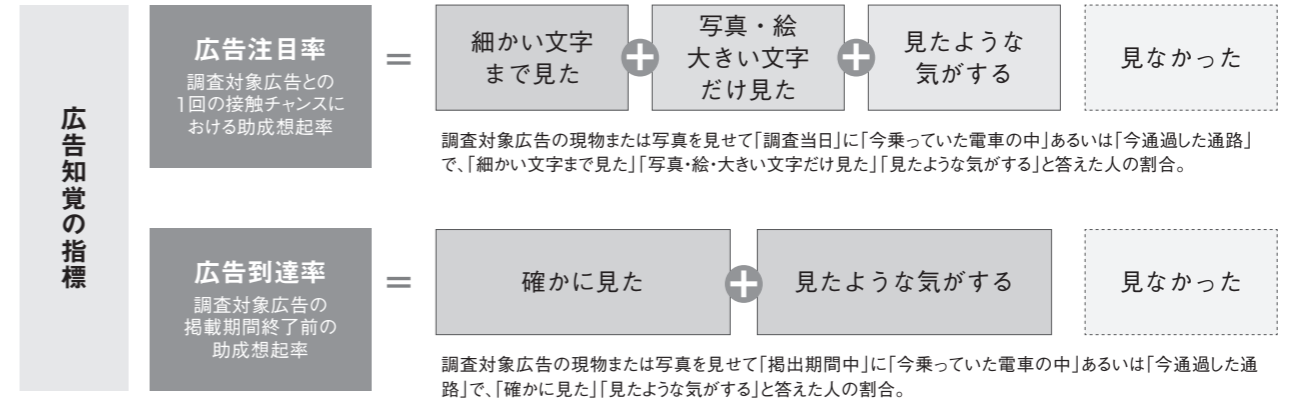 広告知覚の指標
広告注目率
調査対象広告との
1回の接触チャンスに
おける助成想起率
=
細かい文字
まで見た
+
写真・絵
大きい文字
だけ見た
+
見たような
気がする
見なかった
調査対象広告の現物または写真を見せて「調査当日」に「今乗っていた電車の中」あるいは「今通過した通路」
で、「細かい文字まで見た」「写真・絵・大きい文字だけ見た」「見たような気がする」と答えた人の割合。
広告到達率
調査対象広告の
掲載期間終了前の
助成想起率
=
確かに見た
+
見たような気がする
見なかった
調査対象広告の現物または写真を見せて「掲出期間中」に「今乗っていた電車の中」あるいは「今通過した通
路」で、「確かに見た」「見たような気がする」と答えた人の割合。